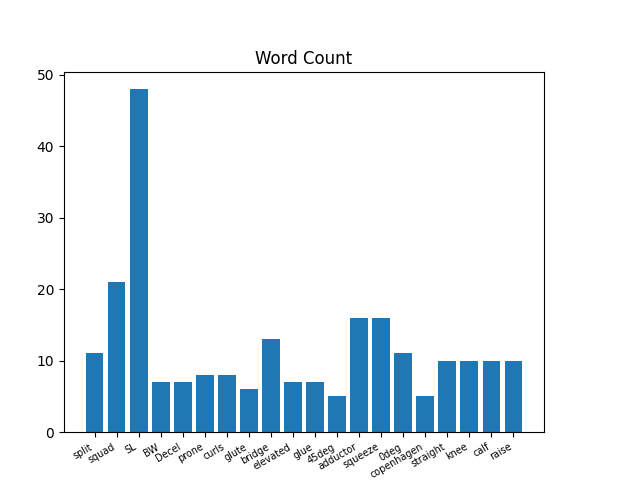 Word Count
50
40
30
20
10
0
split
squad
SL
BW
Decel
prone
curls
glute
bridge
elevated
glue
45deg
adductor
squeeze
0deg
copenhagen
straight
knee
calf
raise